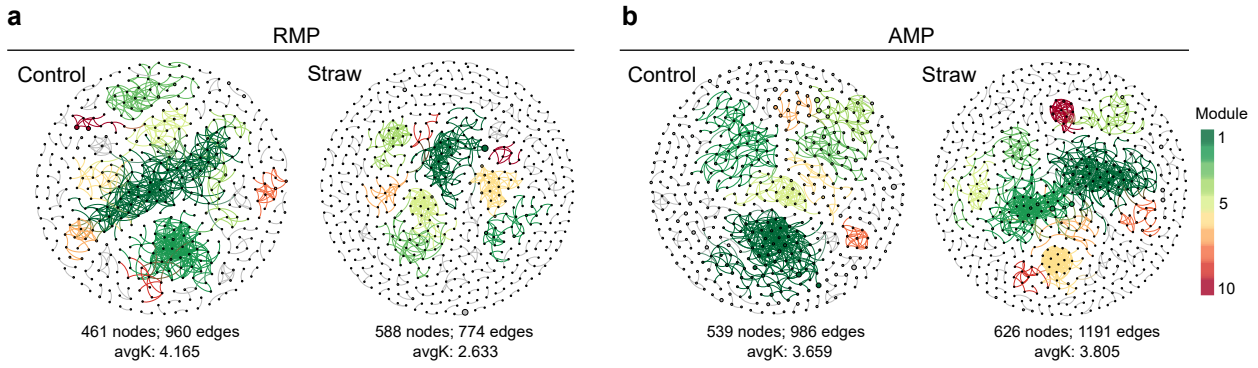 a
RMP
Control
Straw
461 nodes; 960 edges
avgK: 4.165
588 nodes; 774 edges
avgK: 2.633
b
AMP
Control
Straw
539 nodes; 986 edges
avgK: 3.659
626 nodes; 1191 edges
avgK: 3.805
Module
1
5
10